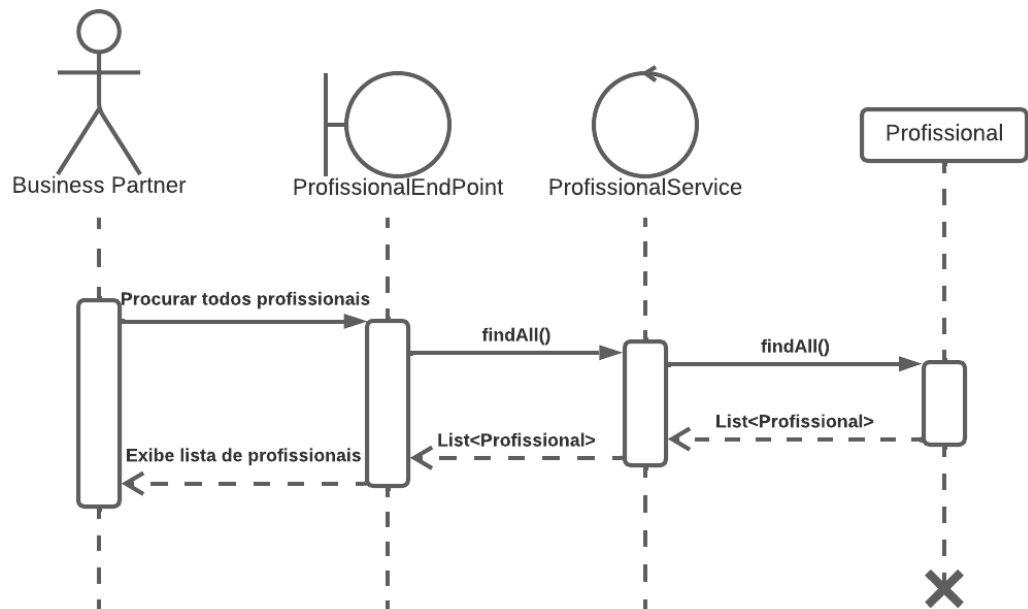 Business Partner
ProfissionalEndPoint
ProfissionalService
Profissional
Procurar todos profissionais
findAll()
findAll()
List<Profissional>
List<Profissional>
Exibe lista de profissionais